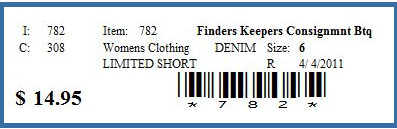 I: 782 Item: 782 Finders Keepers Consignmnt Btq
C: 308 Womens Clothing DENIM Size: 6
LIMITED SHORT R 4/ 4/2011
$ 14.95
* 7 8 2 *